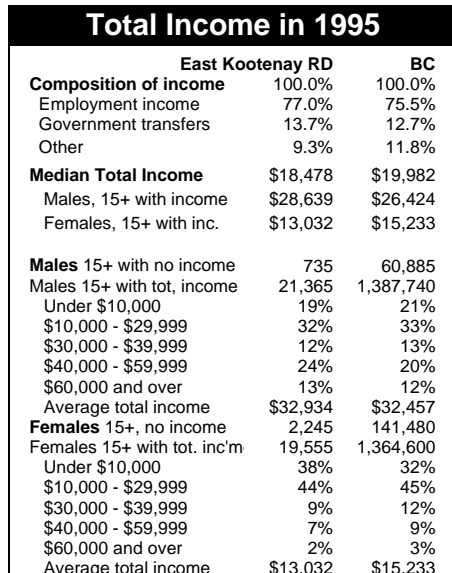 Total Income in 1995
East Kootenay RD BC
Composition of income 100.0% 100.0%
Employment income 77.0% 75.5%
Government transfers 13.7% 12.7%
Other 9.3% 11.8%
Median Total Income $18,478 $19,982
Males, 15+ with income $28,639 $26,424
Females, 15+ with inc. $13,032 $15,233
Males 15+ with no income 735 60,885
Males 15+ with tot, income 21,365 1,387,740
Under $10,000 19% 21%
$10,000 - $29,999 32% 33%
$30,000 - $39,999 12% 13%
$40,000 - $59,999 24% 20%
$60,000 and over 13% 12%
Average total income $32,934 $32,457
Females 15+, no income 2,245 141,480
Females 15+ with tot. inc'm 19,555 1,364,600
Under $10,000 38% 32%
$10,000 - $29,999 44% 45%
$30,000 - $39,999 9% 12%
$40,000 - $59,999 7% 9%
$60,000 and over 2% 3%
Average total income $13,032 $15,233